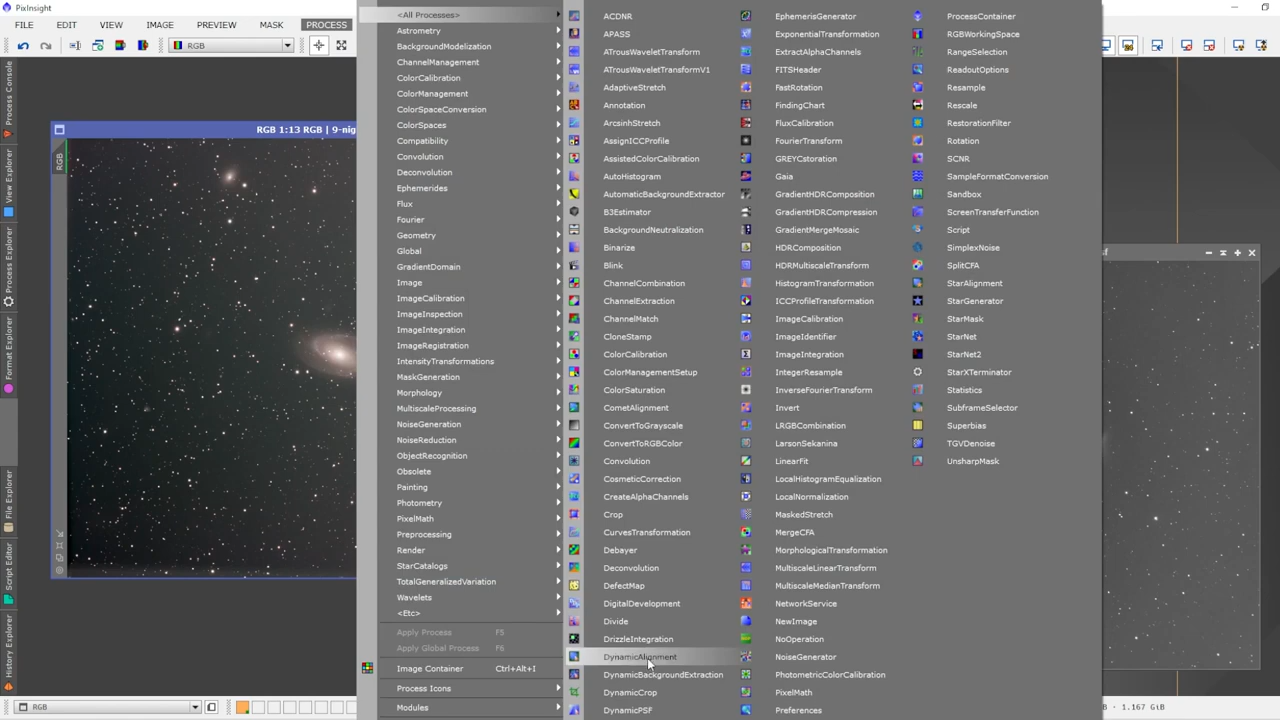 PixInsight
FILE EDIT VIEW IMAGE PREVIEW MASK PROCESS
RGB
RGB 1:13 RGB | 9-nig
RGB
Process Console
View Explorer
Process Explorer
Format Explorer
File Explorer
Script Editor
History Explorer
<All Processes>
Astrometry
BackgroundModelization
ChannelManagement
ColorCalibration
ColorManagement
ColorSpaceConversion
ColorSpaces
Compatibility
Convolution
Deconvolution
Ephemerides
Flux
Fourier
Geometry
Global
GradientDomain
Image
ImageCalibration
ImageInspection
ImageIntegration
ImageRegistration
IntensityTransformations
MaskGeneration
Morphology
MultiscaleProcessing
NoiseGeneration
NoiseReduction
ObjectRecognition
Obsolete
Painting
Photometry
PixelMath
Preprocessing
Render
StarCatalogs
TotalGeneralizedVariation
Wavelets
<Etc>
Apply Process F5
Apply Global Process F6
Image Container Ctrl+Alt+I
Process Icons
Modules
ACDNR
APASS
ATrousWaveletTransform
ATrousWaveletTransformV1
AdaptiveStretch
Annotation
ArcsinhStretch
AssignICCProfile
AssistedColorCalibration
AutoHistogram
AutomaticBackgroundExtractor
B3Estimator
BackgroundNeutralization
Binarize
Blink
ChannelCombination
ChannelExtraction
ChannelMatch
CloneStamp
ColorCalibration
ColorManagementSetup
ColorSaturation
CometAlignment
ConvertToGrayscale
ConvertToRGBColor
Convolution
CosmeticCorrection
CreateAlphaChannels
Crop
CurvesTransformation
Debayer
Deconvolution
DefectMap
DigitalDevelopment
Divide
DrizzleIntegration
DynamicAlignment
DynamicBackgroundExtraction
DynamicCrop
DynamicPSF
EphemerisGenerator
ExponentialTransformation
ExtractAlphaChannels
FITSHeader
FastRotation
FindingChart
FluxCalibration
FourierTransform
GREYCstoration
Gaia
GradientHDRComposition
GradientHDRCompression
GradientMergeMosaic
HDRComposition
HDRMultiscaleTransform
HistogramTransformation
ICCProfileTransformation
ImageCalibration
ImageIdentifier
ImageIntegration
IntegerResample
InverseFourierTransform
Invert
LRGBCombination
LarsonSekanina
LinearFit
LocalHistogramEqualization
LocalNormalization
MaskedStretch
MergeCFA
MorphologicalTransformation
MultiscaleLinearTransform
MultiscaleMedianTransform
NetworkService
NewImage
NoOperation
NoiseGenerator
PhotometricColorCalibration
PixelMath
Preferences
ProcessContainer
RGBWorkingSpace
RangeSelection
ReadoutOptions
Resample
Rescale
RestorationFilter
Rotation
SCNR
SampleFormatConversion
Sandbox
ScreenTransferFunction
Script
SimplexNoise
SplitCFA
StarAlignment
StarGenerator
StarMask
StarNet
StarNet2
StarXTerminator
Statistics
SubframeSelector
Superbias
TGVDenoise
UnsharpMask
RGB
1.167 GiB